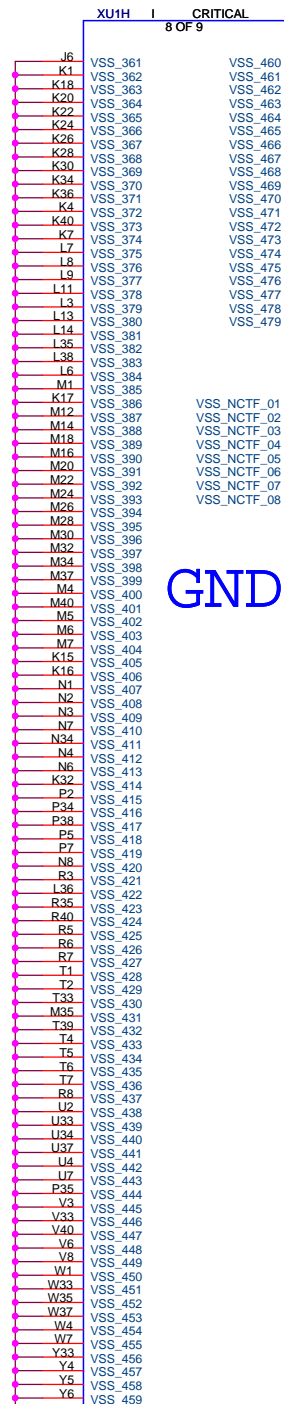 XU1H I CRITICAL
8 OF 9
J6 VSS_361 VSS_460
K1 VSS_362 VSS_461
K18 VSS_363 VSS_462
K20 VSS_364 VSS_463
K22 VSS_365 VSS_464
K24 VSS_366 VSS_465
K26 VSS_367 VSS_466
K28 VSS_368 VSS_467
K30 VSS_369 VSS_468
K34 VSS_370 VSS_469
K36 VSS_371 VSS_470
K4 VSS_372 VSS_471
K40 VSS_373 VSS_472
K7 VSS_374 VSS_473
L7 VSS_375 VSS_474
L8 VSS_376 VSS_475
L9 VSS_377 VSS_476
L11 VSS_378 VSS_477
L3 VSS_379 VSS_478
L13 VSS_380 VSS_479
L14 VSS_381
L35 VSS_382
L38 VSS_383
L6 VSS_384
M1 VSS_385
K17 VSS_386 VSS_NCTF_01
M12 VSS_387 VSS_NCTF_02
M14 VSS_388 VSS_NCTF_03
M18 VSS_389 VSS_NCTF_04
M16 VSS_390 VSS_NCTF_05
M20 VSS_391 VSS_NCTF_06
M22 VSS_392 VSS_NCTF_07
M24 VSS_393 VSS_NCTF_08
M26 VSS_394
M28 VSS_395
M30 VSS_396
M32 VSS_397
M34 VSS_398
M37 VSS_399
GND
M4 VSS_400
M40 VSS_401
M5 VSS_402
M6 VSS_403
M7 VSS_404
K15 VSS_405
K16 VSS_406
N1 VSS_407
N2 VSS_408
N3 VSS_409
N7 VSS_410
N34 VSS_411
N4 VSS_412
N6 VSS_413
K32 VSS_414
P2 VSS_415
P34 VSS_416
P38 VSS_417
P5 VSS_418
P7 VSS_419
N8 VSS_420
R3 VSS_421
L36 VSS_422
R35 VSS_423
R40 VSS_424
R5 VSS_425
R6 VSS_426
R7 VSS_427
T1 VSS_428
T2 VSS_429
T33 VSS_430
M35 VSS_431
T39 VSS_432
T4 VSS_433
T5 VSS_434
T6 VSS_435
T7 VSS_436
R8 VSS_437
U2 VSS_438
U33 VSS_439
U34 VSS_440
U37 VSS_441
U4 VSS_442
U7 VSS_443
P35 VSS_444
V3 VSS_445
V33 VSS_446
V40 VSS_447
V6 VSS_448
V8 VSS_449
W1 VSS_450
W33 VSS_451
W35 VSS_452
W37 VSS_453
W4 VSS_454
W7 VSS_455
Y33 VSS_456
Y4 VSS_457
Y5 VSS_458
Y6 VSS_459